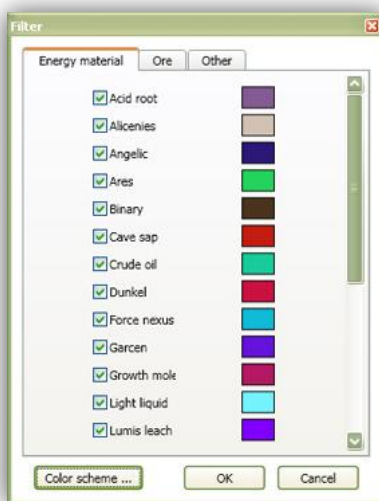 Filter
Energy material Ore Other
Acid root
Alicenies
Angelic
Ares
Binary
Cave sap
Crude oil
Dunkel
Force nexus
Garcen
Growth mole
Light liquid
Lumis leach
Color scheme ... OK Cancel